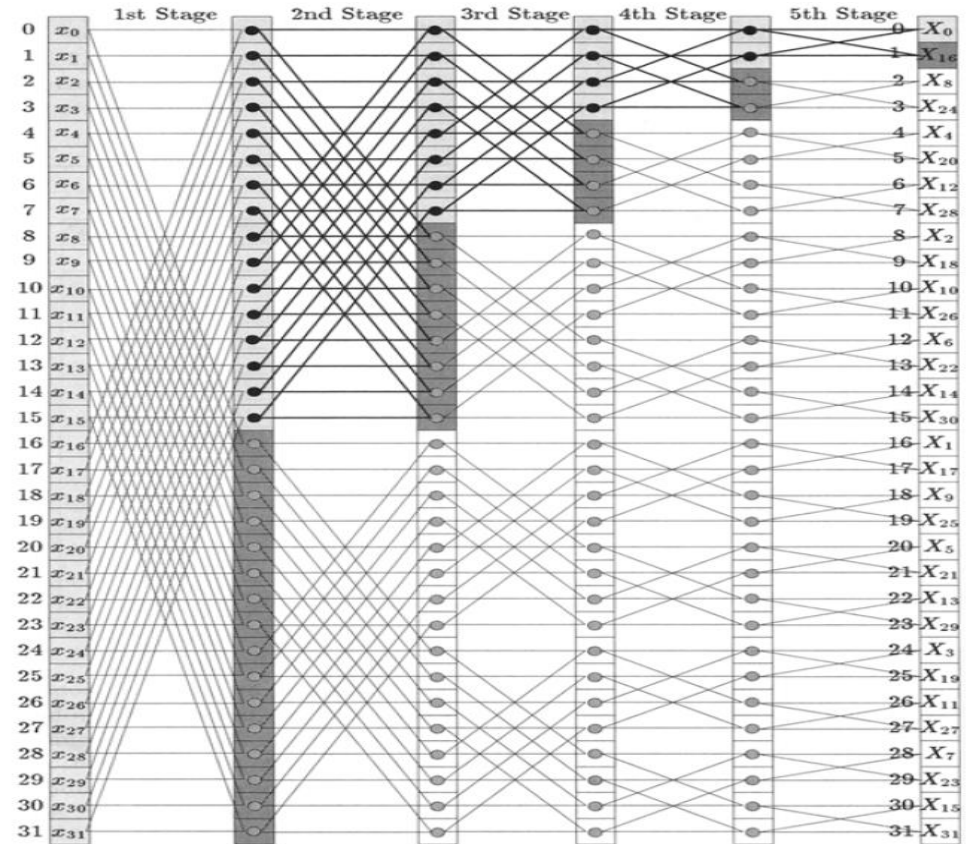 1st Stage 2nd Stage 3rd Stage 4th Stage 5th Stage
0 x₀ 0 X₀
1 x₁ 1 X₁₆
2 x₂ 2 X₈
3 x₃ 3 X₂₄
4 x₄ 4 X₄
5 x₅ 5 X₂₀
6 x₆ 6 X₁₂
7 x₇ 7 X₂₈
8 x₈ 8 X₂
9 x₉ 9 X₁₈
10 x₁₀ 10 X₁₀
11 x₁₁ 11 X₂₆
12 x₁₂ 12 X₆
13 x₁₃ 13 X₂₂
14 x₁₄ 14 X₁₄
15 x₁₅ 15 X₃₀
16 x₁₆ 16 X₁
17 x₁₇ 17 X₁₇
18 x₁₈ 18 X₉
19 x₁₉ 19 X₂₅
20 x₂₀ 20 X₅
21 x₂₁ 21 X₂₁
22 x₂₂ 22 X₁₃
23 x₂₃ 23 X₂₉
24 x₂₄ 24 X₃
25 x₂₅ 25 X₁₉
26 x₂₆ 26 X₁₁
27 x₂₇ 27 X₂₇
28 x₂₈ 28 X₇
29 x₂₉ 29 X₂₃
30 x₃₀ 30 X₁₅
31 x₃₁ 31 X₃₁